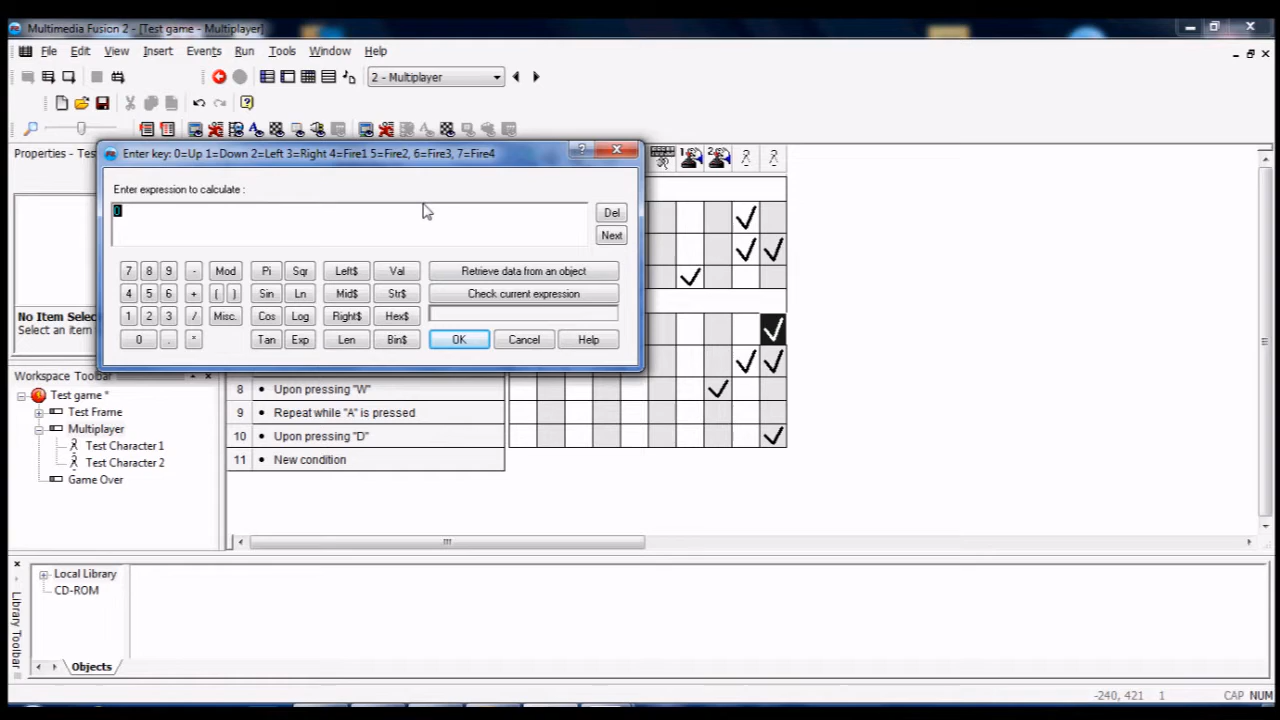 Multimedia Fusion 2 - [Test game - Multiplayer]
File Edit View Insert Events Run Tools Window Help
2 - Multiplayer
Properties - Tes
Enter key: 0=Up 1=Down 2=Left 3=Right 4=Fire1 5=Fire2, 6=Fire3, 7=Fire4
Enter expression to calculate :
0
Del
Next
7 8 9 - Mod Pi Sqr Left$ Val Retrieve data from an object
4 5 6 + ( ) Sin Ln Mid$ Str$ Check current expression
1 2 3 / Misc. Cos Log Right$ Hex$
0 . * Tan Exp Len Bin$ OK Cancel Help
No Item Selec
Select an item
Workspace Toolbar
Test game *
Test Frame
Multiplayer
Test Character 1
Test Character 2
Game Over
8 • Upon pressing "W"
9 • Repeat while "A" is pressed
10 • Upon pressing "D"
11 • New condition
Local Library
CD-ROM
Library Toolbar
Objects
-240, 421 1 CAP NUM